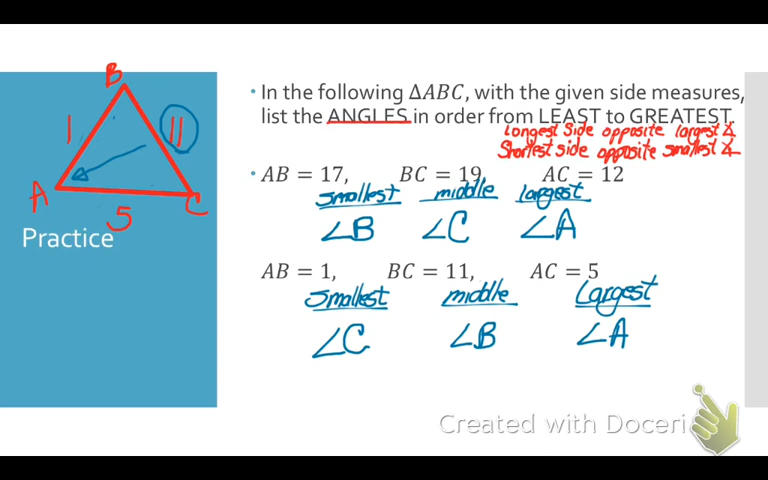 B
1
11
A
C
5
Practice
• In the following ΔABC, with the given side measures,
list the ANGLES in order from LEAST to GREATEST.
Longest Side opposite largest ∡
Shortest side opposite smallest ∡
• AB = 17, BC = 19, AC = 12
smallest middle largest
∠B ∠C ∠A
AB = 1, BC = 11, AC = 5
Smallest middle Largest
∠C ∠B ∠A
Created with Doceri